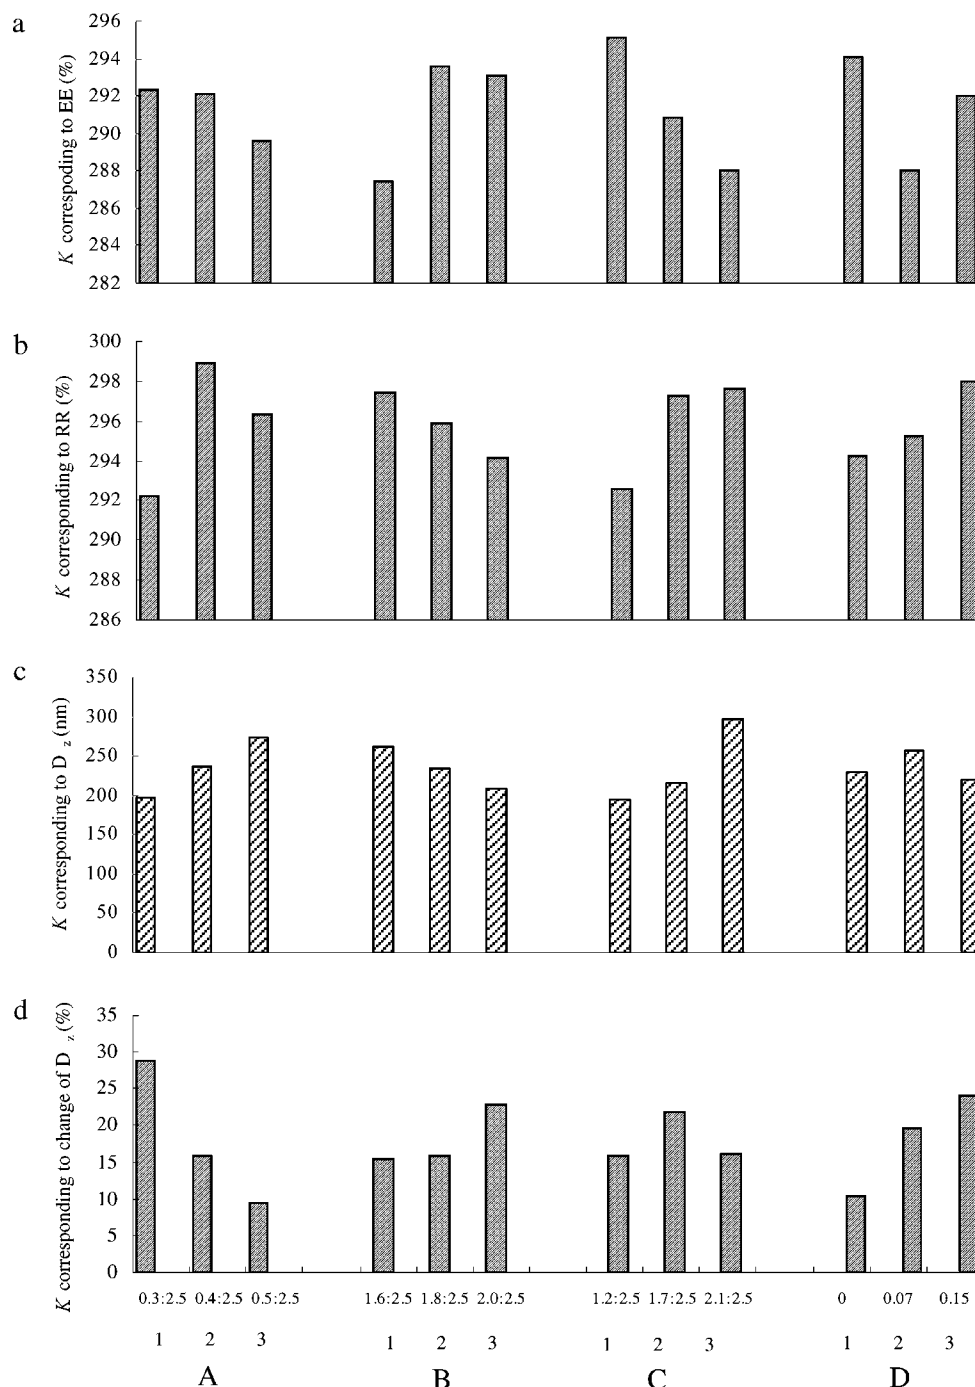 a
K correspoding to EE (%)
296
294
292
290
288
286
284
282
b
K corresponding to RR (%)
300
298
296
294
292
290
288
286
c
K corresponding to D z (nm)
350
300
250
200
150
100
50
0
d
K corresponding to change of D z (%)
35
30
25
20
15
10
5
0
0.3:2.5 0.4:2.5 0.5:2.5 1.6:2.5 1.8:2.5 2.0:2.5 1.2:2.5 1.7:2.5 2.1:2.5 0 0.07 0.15
1 2 3 1 2 3 1 2 3 1 2 3
A B C D